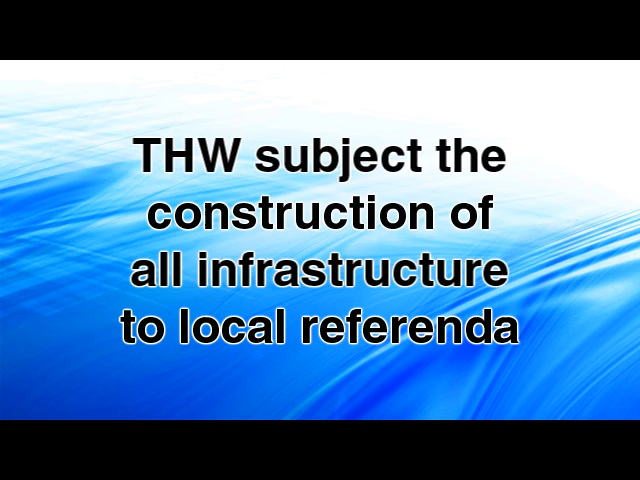 THW subject the
construction of
all infrastructure
to local referenda